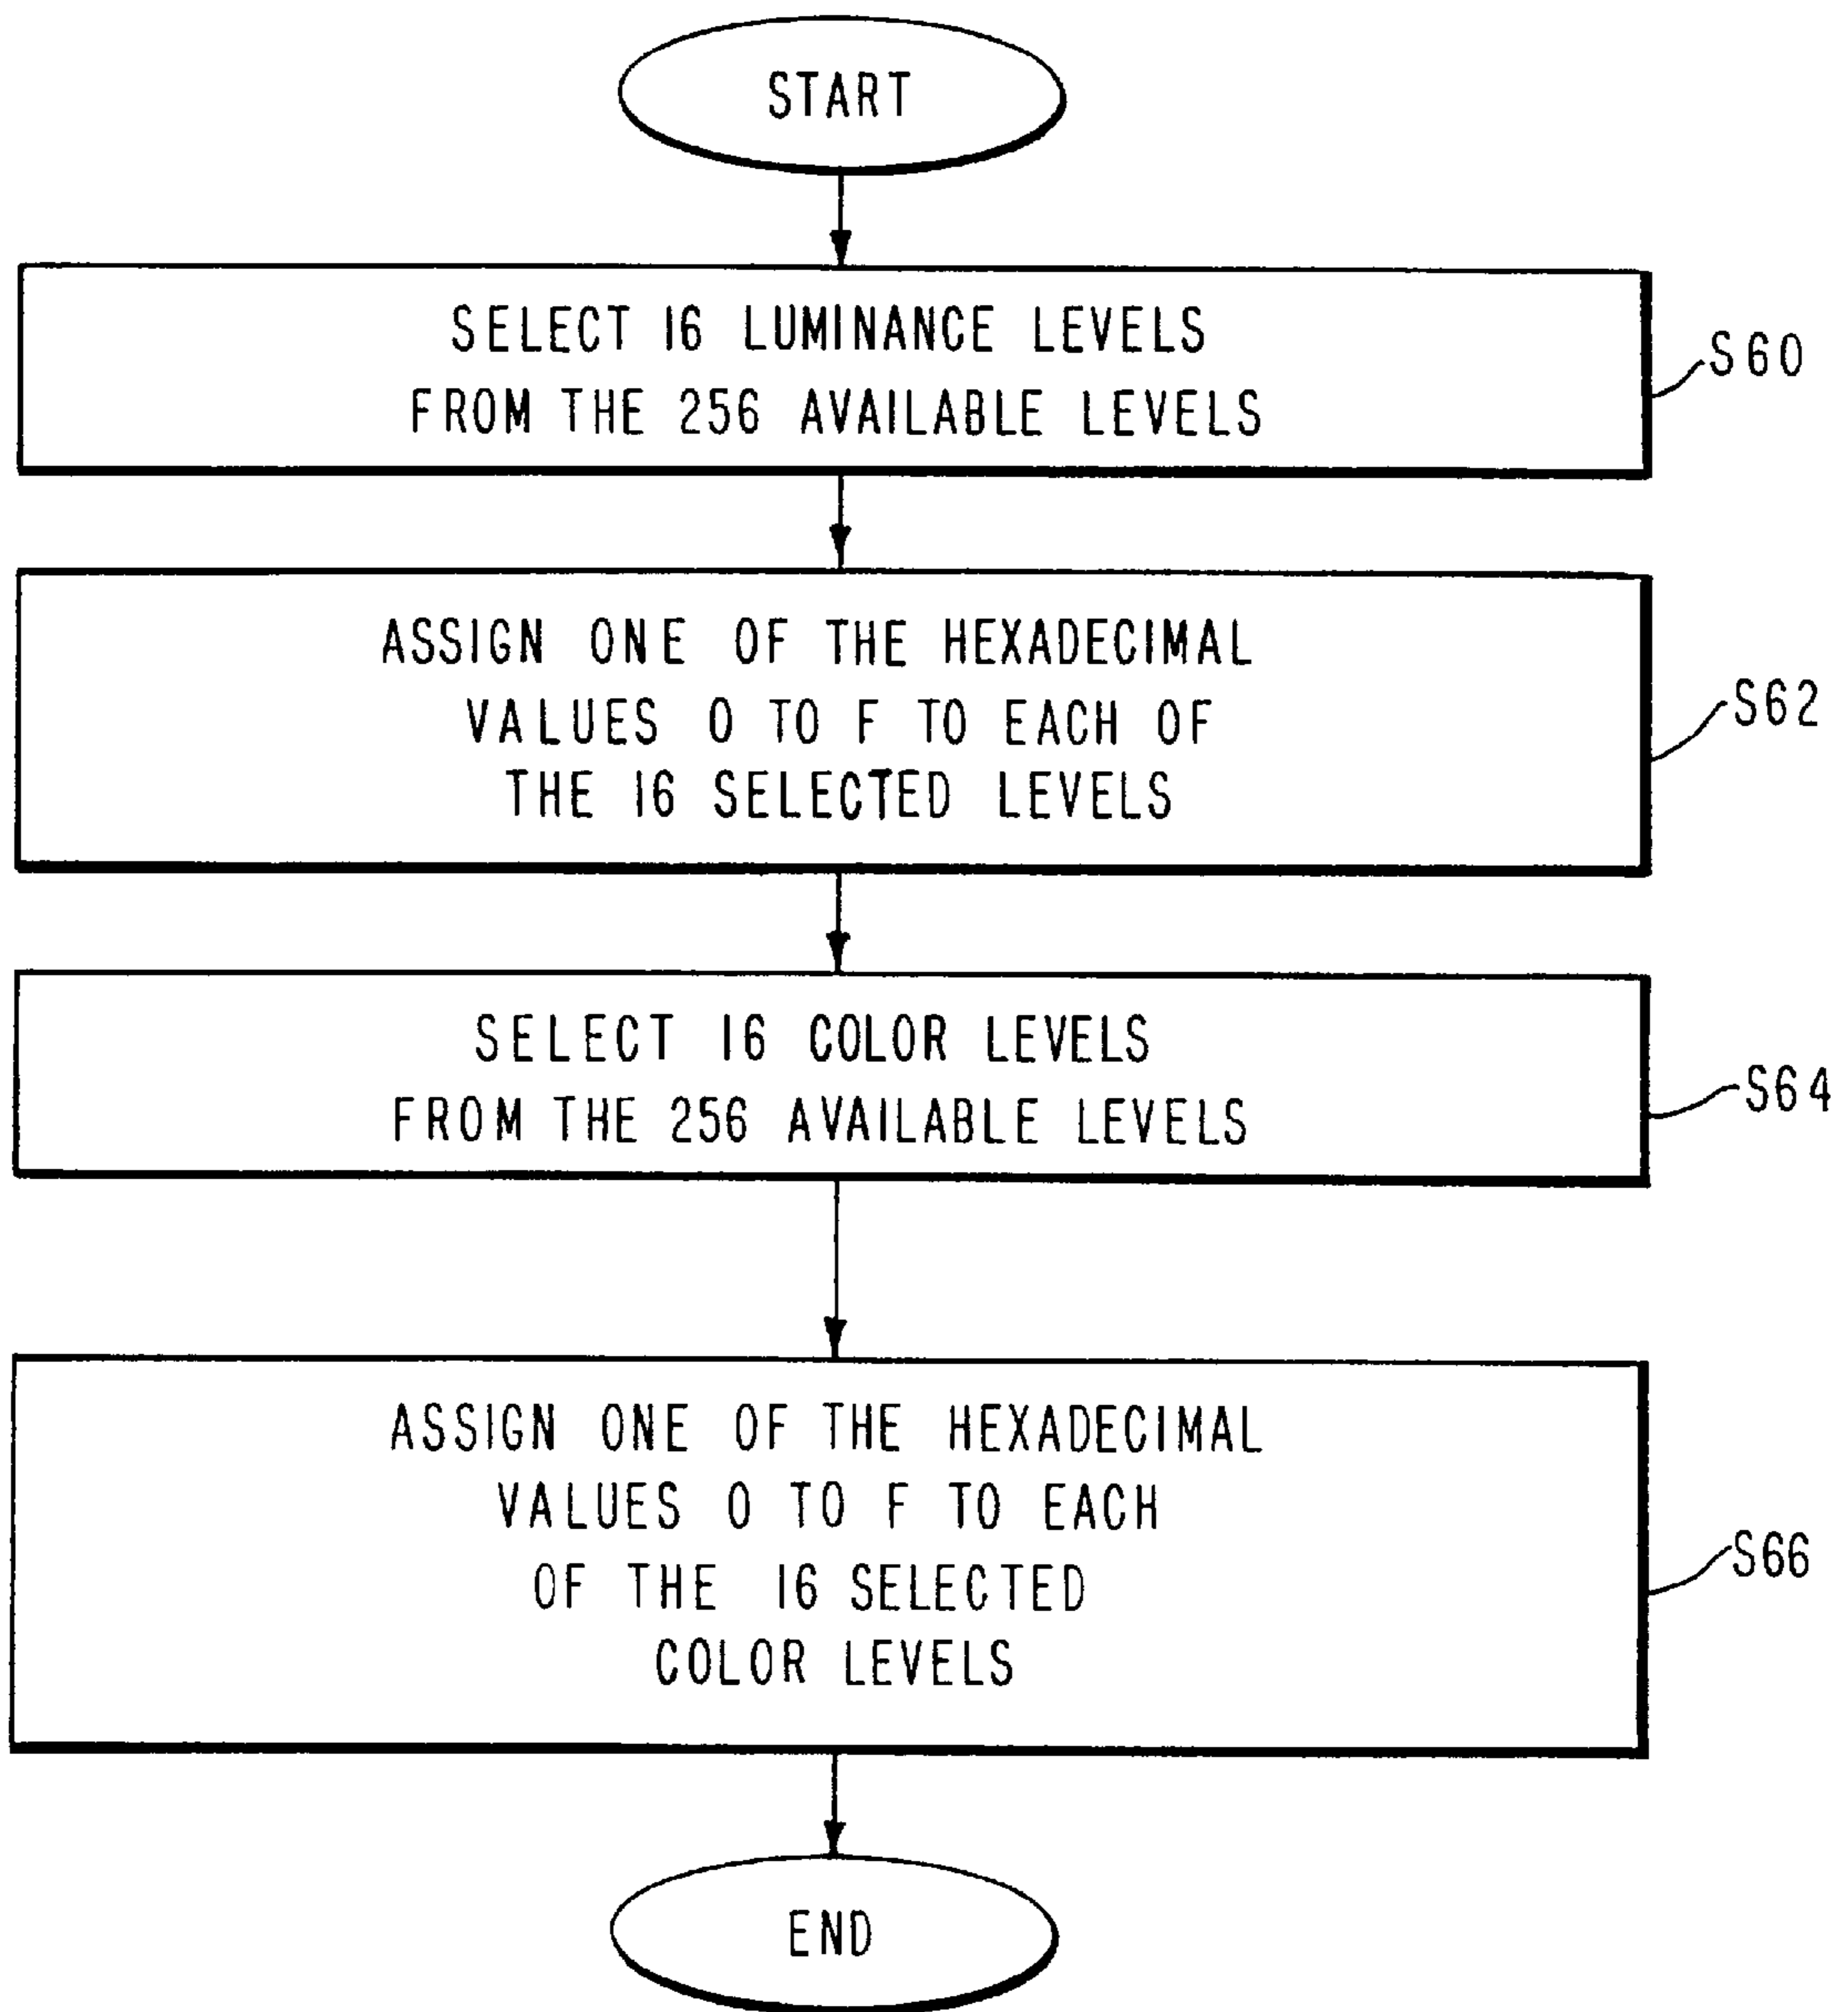 START
SELECT 16 LUMINANCE LEVELS
FROM THE 256 AVAILABLE LEVELS
S60
ASSIGN ONE OF THE HEXADECIMAL
VALUES 0 TO F TO EACH OF
THE 16 SELECTED LEVELS
S62
SELECT 16 COLOR LEVELS
FROM THE 256 AVAILABLE LEVELS
S64
ASSIGN ONE OF THE HEXADECIMAL
VALUES 0 TO F TO EACH
OF THE 16 SELECTED
COLOR LEVELS
S66
END